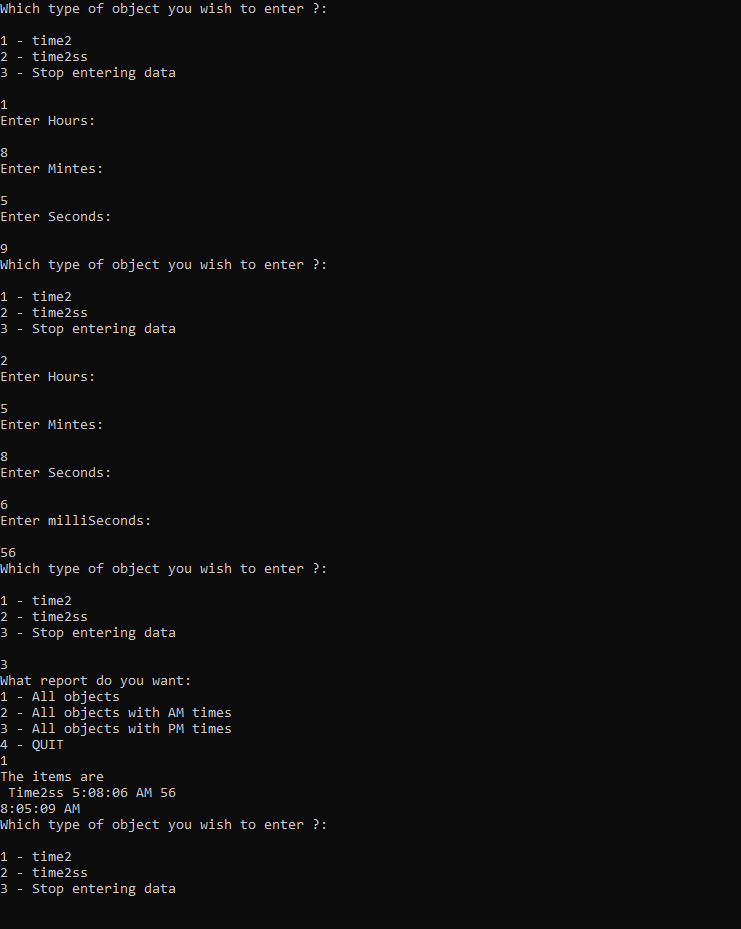 Which type of object you wish to enter ?:
1 - time2
2 - time2ss
3 - Stop entering data
1
Enter Hours:
8
Enter Mintes:
5
Enter Seconds:
9
Which type of object you wish to enter ?:
1 - time2
2 - time2ss
3 - Stop entering data
2
Enter Hours:
5
Enter Mintes:
8
Enter Seconds:
6
Enter milliSeconds:
56
Which type of object you wish to enter ?:
1 - time2
2 - time2ss
3 - Stop entering data
3
What report do you want:
1 - All objects
2 - All objects with AM times
3 - All objects with PM times
4 - QUIT
1
The items are
 Time2ss 5:08:06 AM 56
8:05:09 AM
Which type of object you wish to enter ?:
1 - time2
2 - time2ss
3 - Stop entering data